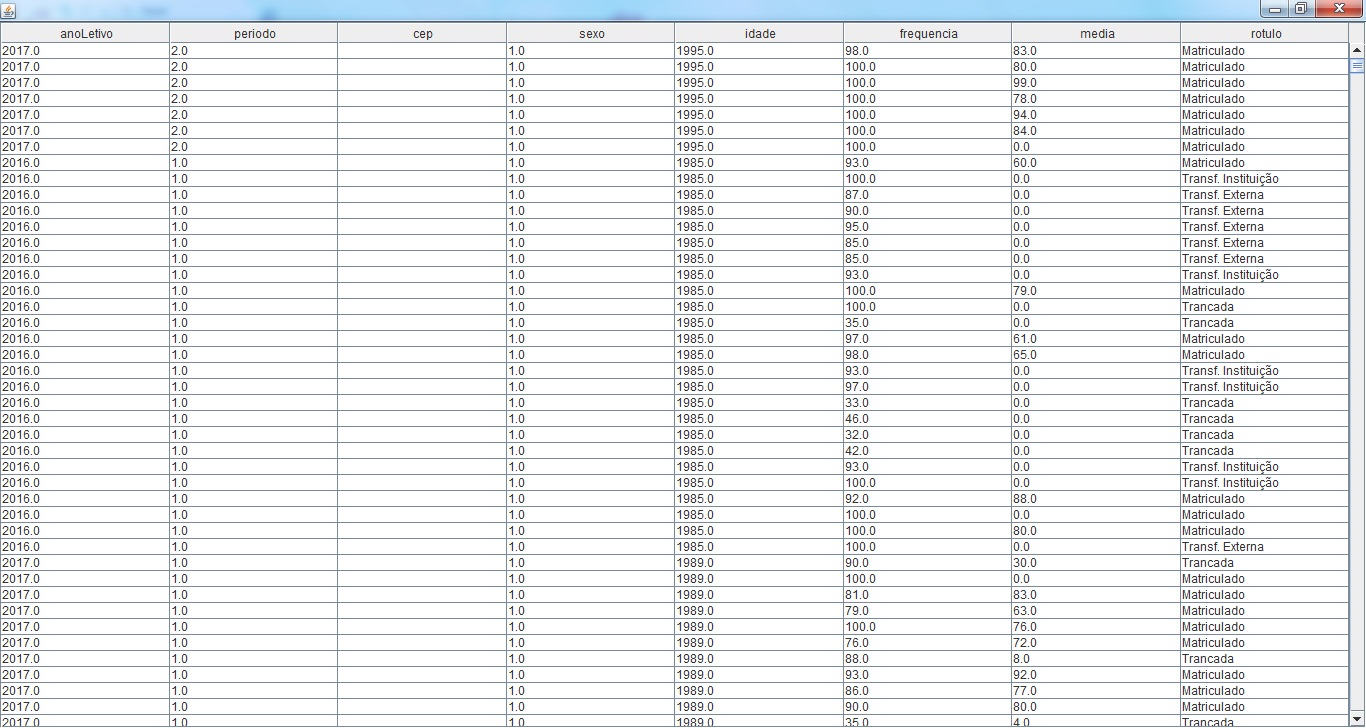 anoLetivo periodo cep sexo idade frequencia media rotulo
2017.0 2.0 1.0 1995.0 98.0 83.0 Matriculado
2017.0 2.0 1.0 1995.0 100.0 80.0 Matriculado
2017.0 2.0 1.0 1995.0 100.0 99.0 Matriculado
2017.0 2.0 1.0 1995.0 100.0 78.0 Matriculado
2017.0 2.0 1.0 1995.0 100.0 94.0 Matriculado
2017.0 2.0 1.0 1995.0 100.0 84.0 Matriculado
2017.0 2.0 1.0 1995.0 100.0 0.0 Matriculado
2016.0 1.0 1.0 1985.0 93.0 60.0 Matriculado
2016.0 1.0 1.0 1985.0 100.0 0.0 Transf. Instituição
2016.0 1.0 1.0 1985.0 87.0 0.0 Transf. Externa
2016.0 1.0 1.0 1985.0 90.0 0.0 Transf. Externa
2016.0 1.0 1.0 1985.0 95.0 0.0 Transf. Externa
2016.0 1.0 1.0 1985.0 85.0 0.0 Transf. Externa
2016.0 1.0 1.0 1985.0 85.0 0.0 Transf. Externa
2016.0 1.0 1.0 1985.0 93.0 0.0 Transf. Instituição
2016.0 1.0 1.0 1985.0 100.0 79.0 Matriculado
2016.0 1.0 1.0 1985.0 100.0 0.0 Trancada
2016.0 1.0 1.0 1985.0 35.0 0.0 Trancada
2016.0 1.0 1.0 1985.0 97.0 61.0 Matriculado
2016.0 1.0 1.0 1985.0 98.0 65.0 Matriculado
2016.0 1.0 1.0 1985.0 93.0 0.0 Transf. Instituição
2016.0 1.0 1.0 1985.0 97.0 0.0 Transf. Instituição
2016.0 1.0 1.0 1985.0 33.0 0.0 Trancada
2016.0 1.0 1.0 1985.0 46.0 0.0 Trancada
2016.0 1.0 1.0 1985.0 32.0 0.0 Trancada
2016.0 1.0 1.0 1985.0 42.0 0.0 Trancada
2016.0 1.0 1.0 1985.0 93.0 0.0 Transf. Instituição
2016.0 1.0 1.0 1985.0 100.0 0.0 Transf. Instituição
2016.0 1.0 1.0 1985.0 92.0 88.0 Matriculado
2016.0 1.0 1.0 1985.0 100.0 0.0 Matriculado
2016.0 1.0 1.0 1985.0 100.0 80.0 Matriculado
2016.0 1.0 1.0 1985.0 100.0 0.0 Transf. Externa
2017.0 1.0 1.0 1989.0 90.0 30.0 Trancada
2017.0 1.0 1.0 1989.0 100.0 0.0 Matriculado
2017.0 1.0 1.0 1989.0 81.0 83.0 Matriculado
2017.0 1.0 1.0 1989.0 79.0 63.0 Matriculado
2017.0 1.0 1.0 1989.0 100.0 76.0 Matriculado
2017.0 1.0 1.0 1989.0 76.0 72.0 Matriculado
2017.0 1.0 1.0 1989.0 88.0 8.0 Trancada
2017.0 1.0 1.0 1989.0 93.0 92.0 Matriculado
2017.0 1.0 1.0 1989.0 86.0 77.0 Matriculado
2017.0 1.0 1.0 1989.0 90.0 80.0 Matriculado
2017.0 1.0 1.0 1989.0 35.0 4.0 Trancada